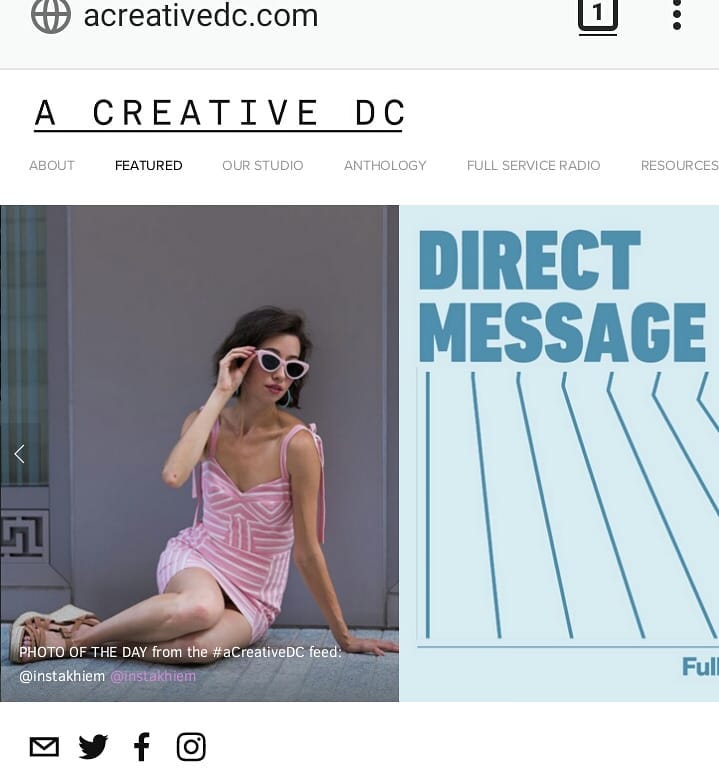 acreativedc.com
1
A CREATIVE DC
ABOUT FEATURED OUR STUDIO ANTHOLOGY FULL SERVICE RADIO RESOURCES
DIRECT
MESSAGE
PHOTO OF THE DAY from the #aCreativeDC feed:
@instakhiem @instakhiem
Full